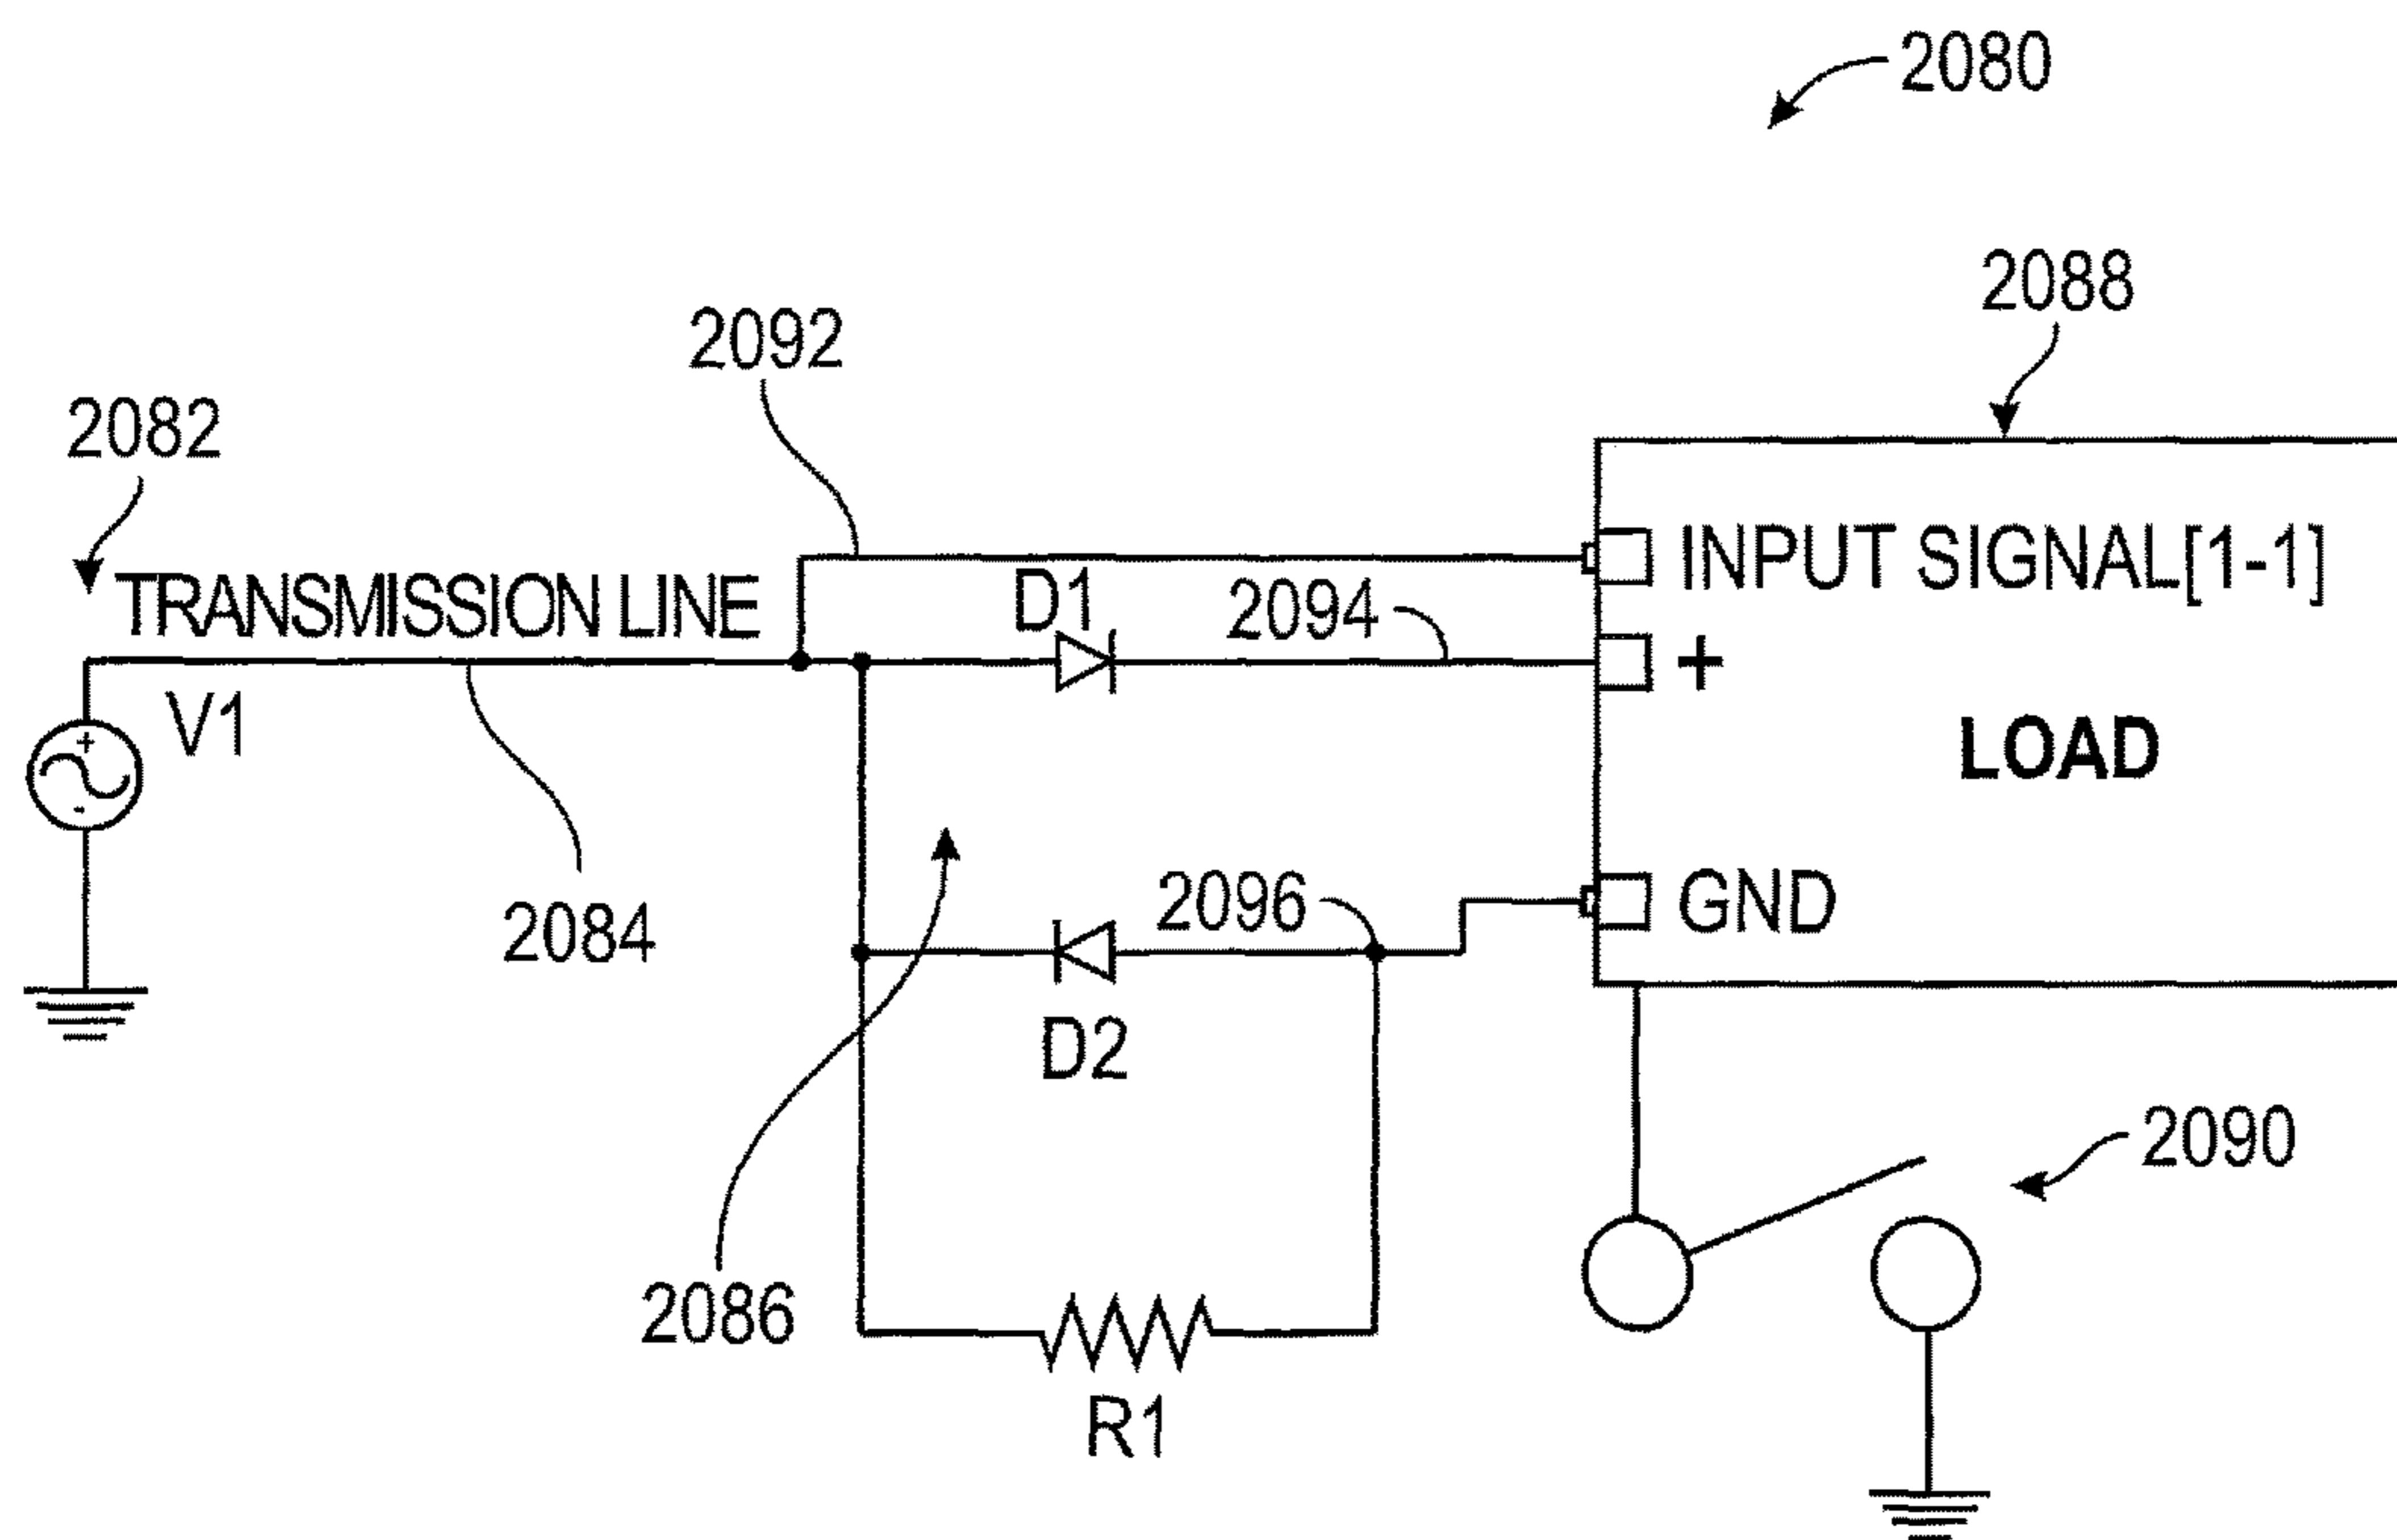 2080
2088
2092
2082
INPUT SIGNAL[1-1]
D1
2094
TRANSMISSION LINE
+
V1
LOAD
+
-
2096
GND
2084
D2
2090
2086
R1